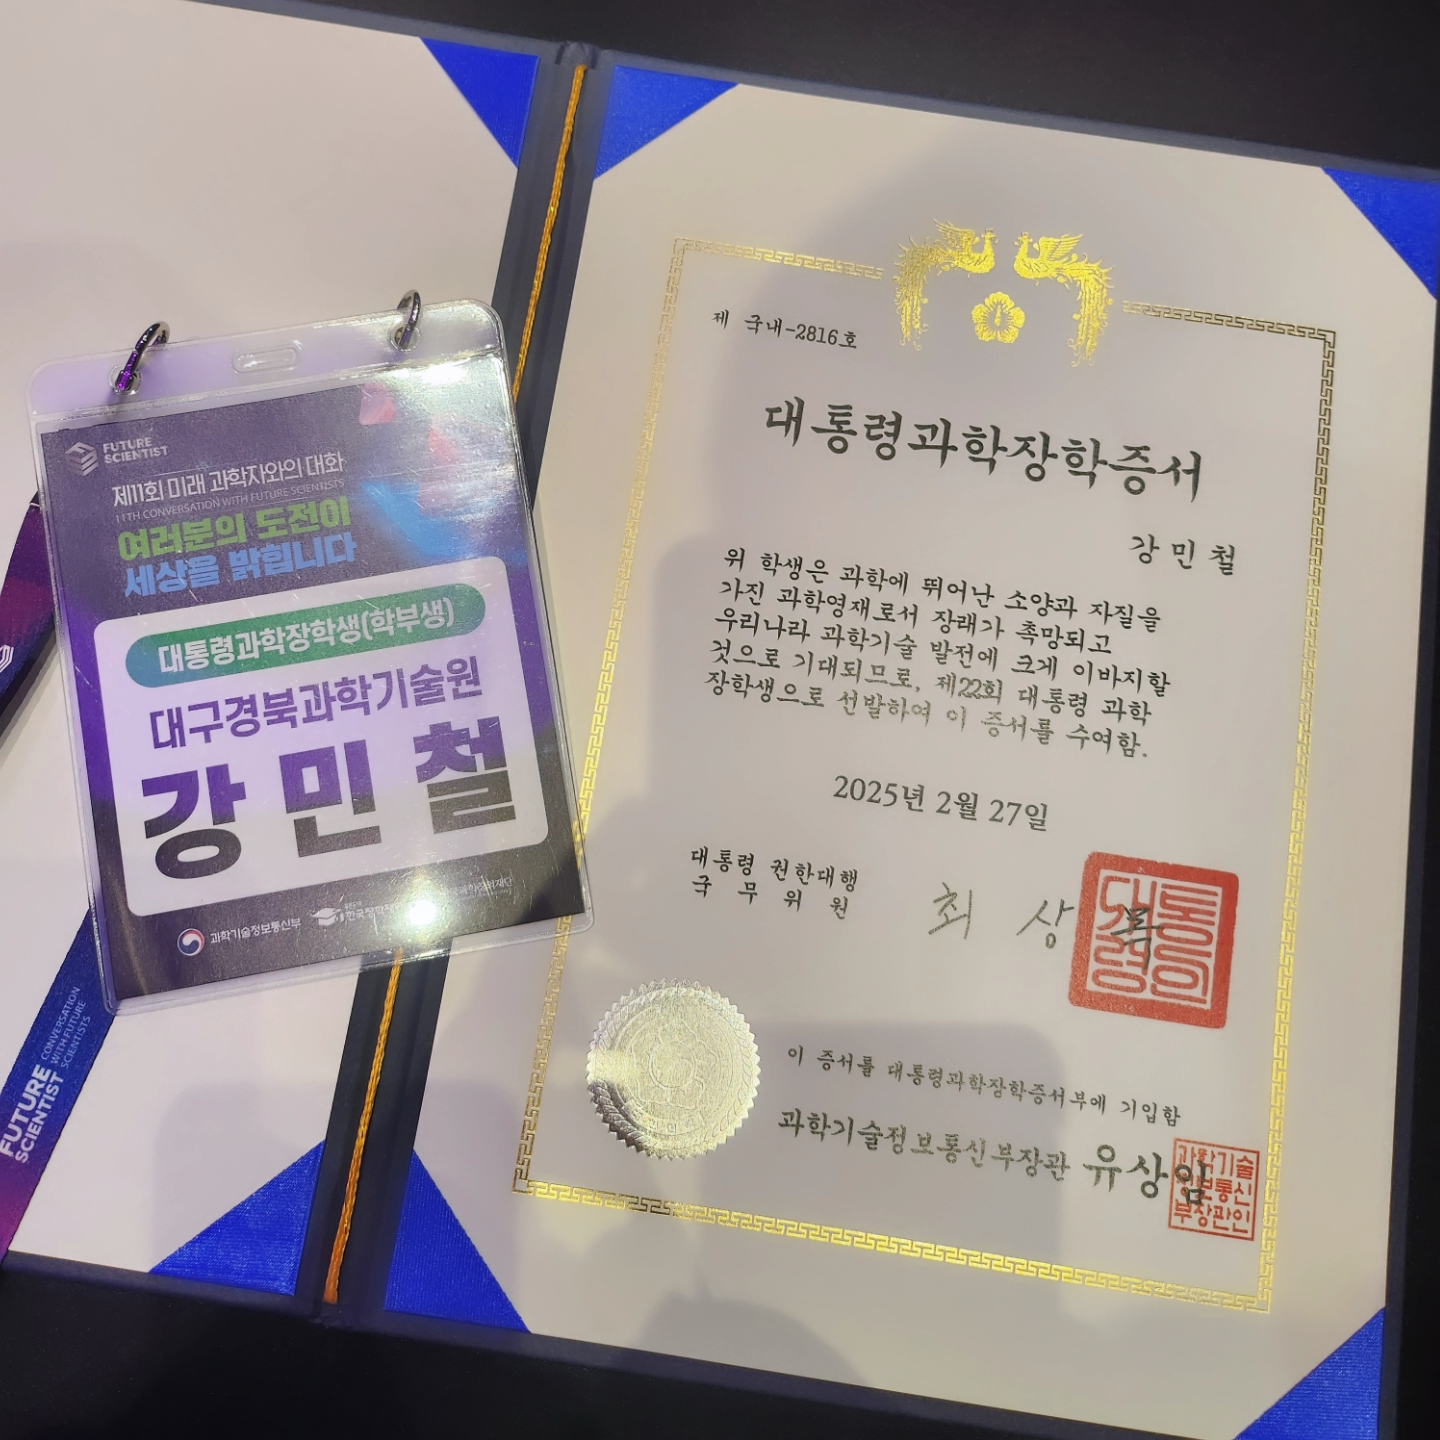 FUTURE
SCIENTIST
제11회 미래 과학자와의 대화
11TH CONVERSATION WITH FUTURE SCIENTISTS
여러분의 도전이
세상을 밝힙니다
대통령과학장학생(학부생)
대구경북과학기술원
강민철
과학기술정보통신부
한국장학재
FUTURE
SCIENTIST
CONVERSATION
WITH FUTURE
SCIENTISTS
제 국내-2816호
대통령과학장학증서
강민철
위 학생은 과학에 뛰어난 소양과 자질을
가진 과학영재로서 장래가 촉망되고
우리나라 과학기술 발전에 크게 이바지할
것으로 기대되므로, 제22회 대통령 과학
장학생으로 선발하여 이 증서를 수여함.
2025년 2월 27일
대통령 권한대행
국무위원
최상목
대통령의인
이 증서를 대통령과학장학증서부에 기입함
과학기술정보통신부장관 유상임
과학기술
정보통신
부장관인